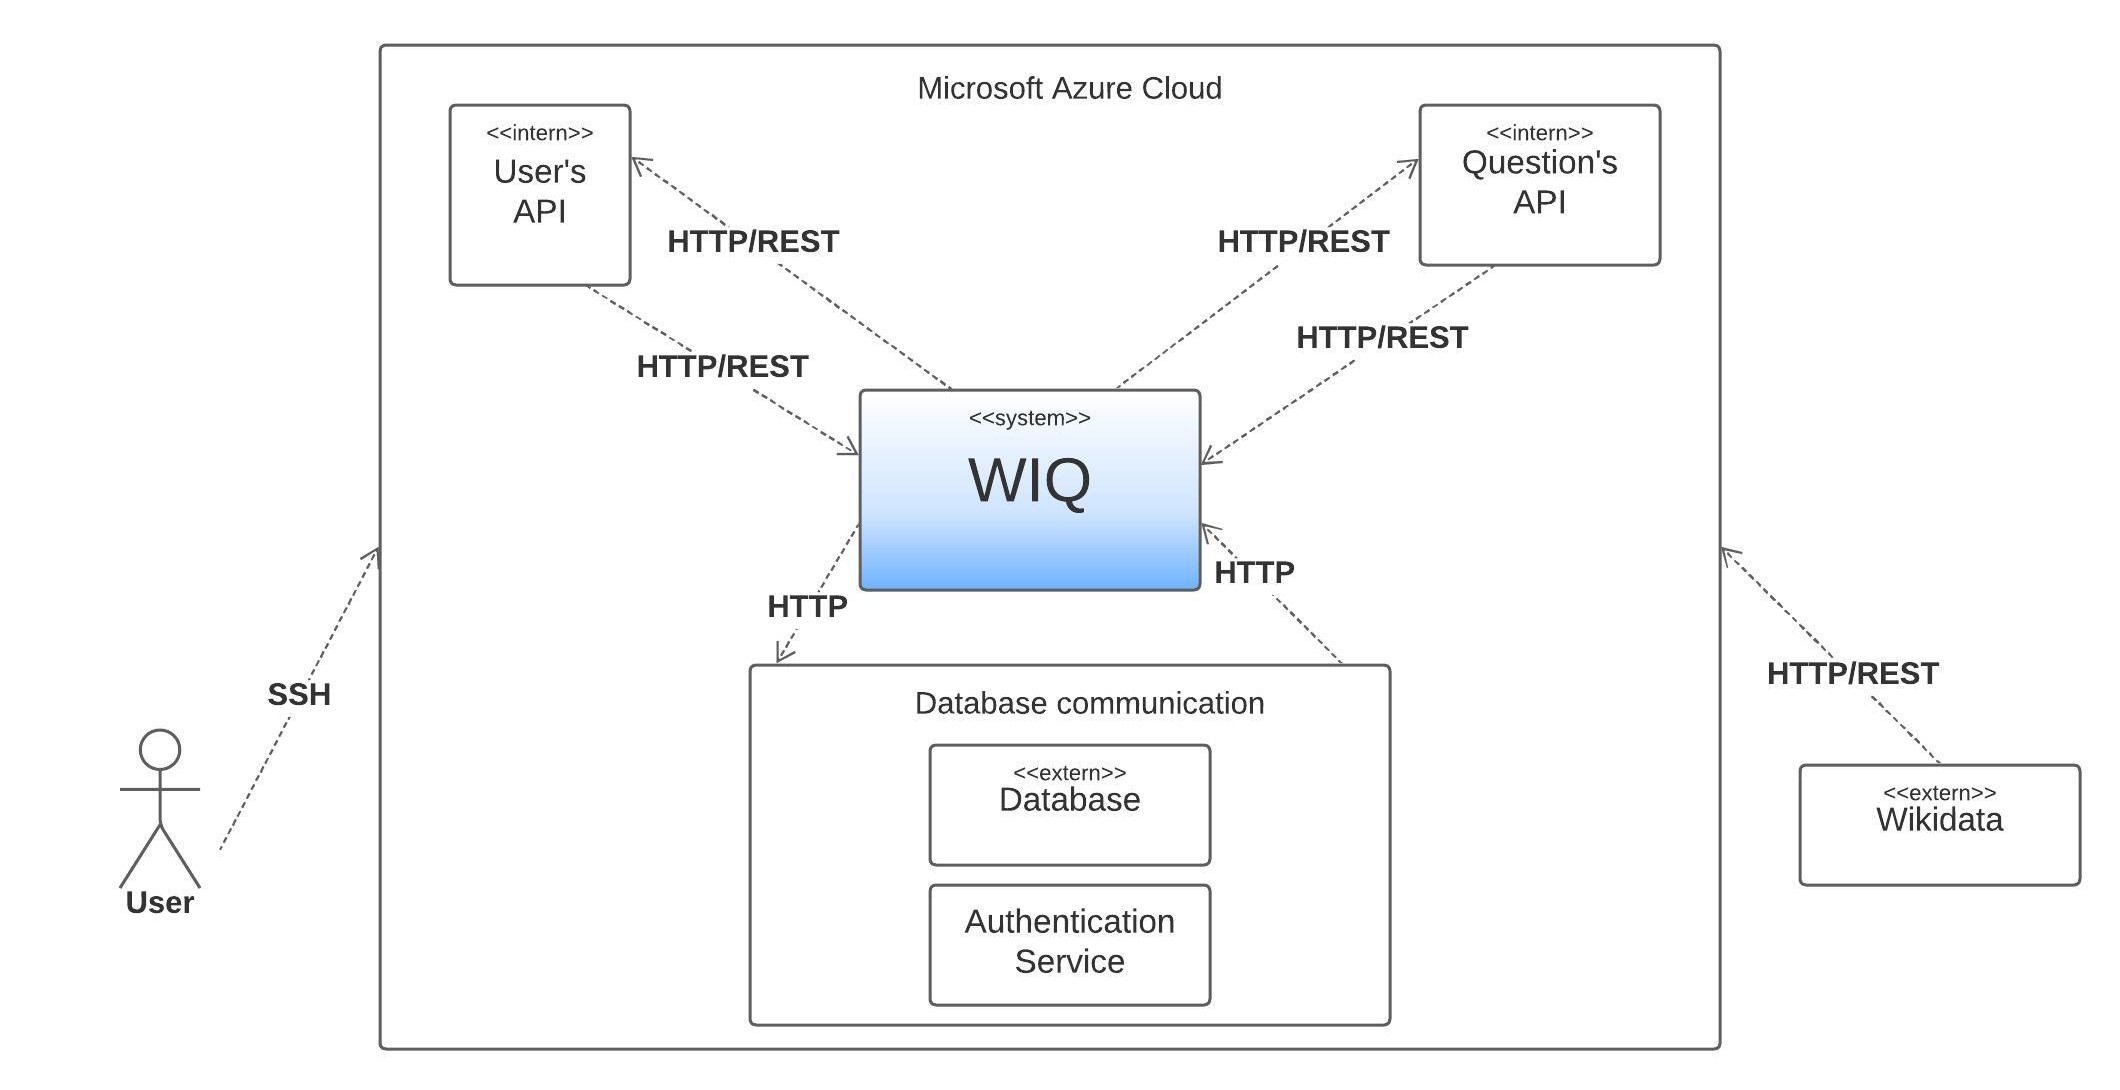 Microsoft Azure Cloud
<<intern>>
User's
API
<<intern>>
Question's
API
HTTP/REST
HTTP/REST
HTTP/REST
HTTP/REST
<<system>>
WIQ
HTTP
HTTP
SSH
HTTP/REST
Database communication
<<extern>>
Database
<<extern>>
Wikidata
User
Authentication
Service